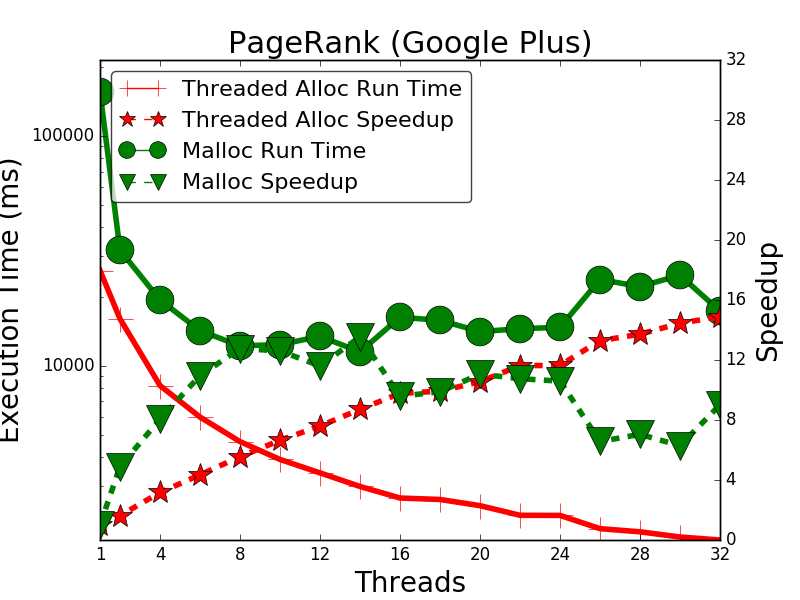 PageRank (Google Plus)
Threaded Alloc Run Time
Threaded Alloc Speedup
Malloc Run Time
Malloc Speedup
100000
10000
Execution Time (ms)
32
28
24
20
16
12
8
4
0
Speedup
1 4 8 12 16 20 24 28 32
Threads